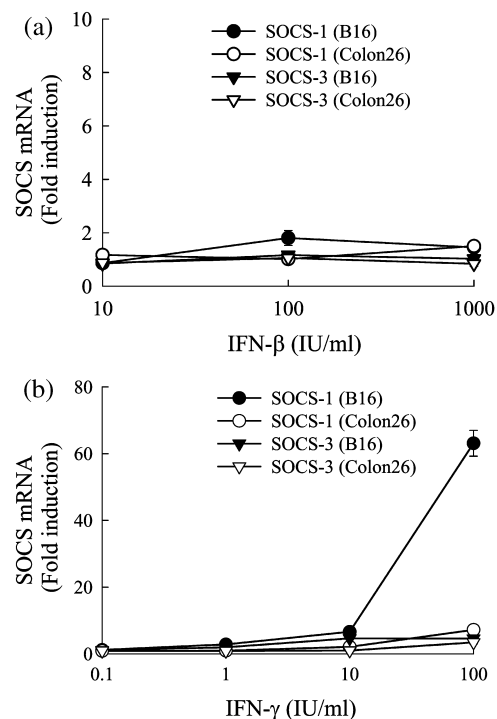 (a)
SOCS-1 (B16)
SOCS-1 (Colon26)
SOCS-3 (B16)
SOCS-3 (Colon26)
10
8
6
4
2
0
SOCS mRNA
(Fold induction)
10
100
1000
IFN-β (IU/ml)
(b)
SOCS-1 (B16)
SOCS-1 (Colon26)
SOCS-3 (B16)
SOCS-3 (Colon26)
80
60
40
20
0
SOCS mRNA
(Fold induction)
0.1
1
10
100
IFN-γ (IU/ml)